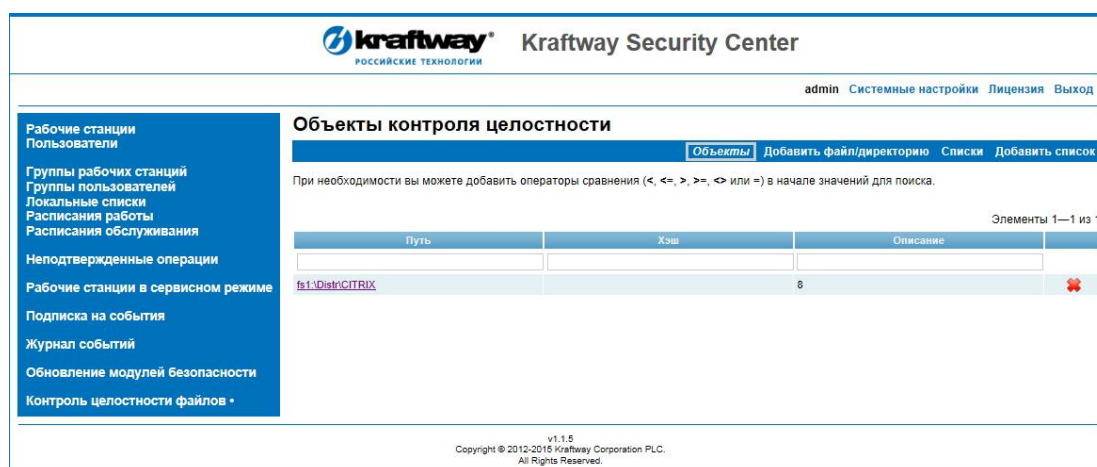 kraftway®
РОССИЙСКИЕ ТЕХНОЛОГИИ
Kraftway Security Center
admin Системные настройки Лицензия Выход
Рабочие станции
Пользователи
Группы рабочих станций
Группы пользователей
Локальные списки
Расписания работы
Расписания обслуживания
Неподтвержденные операции
Рабочие станции в сервисном режиме
Подписка на события
Журнал событий
Обновление модулей безопасности
Контроль целостности файлов •
Объекты контроля целостности
Объекты Добавить файл/директорию Списки Добавить список
При необходимости вы можете добавить операторы сравнения (<, <=, >, >=, <> или =) в начале значений для поиска.
Элементы 1—1 из 1
Путь Хэш Описание
fs1:\Distr\CITRIX 8
v1.1.5
Copyright © 2012-2015 Kraftway Corporation PLC.
All Rights Reserved.